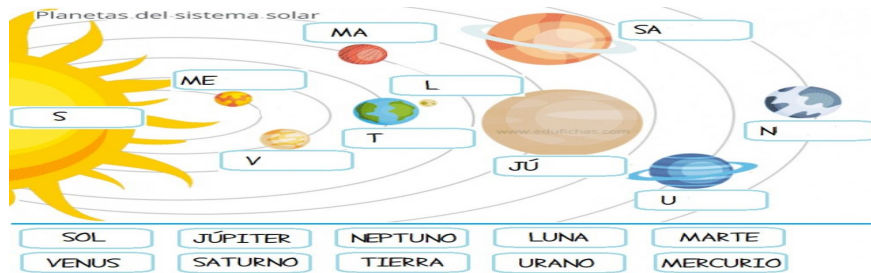 Planetas del sistema solar
MA
SA
ME
L
S
T
N
www.edufichas.com
V
JÚ
U
SOL JÚPITER NEPTUNO LUNA MARTE
VENUS SATURNO TIERRA URANO MERCURIO